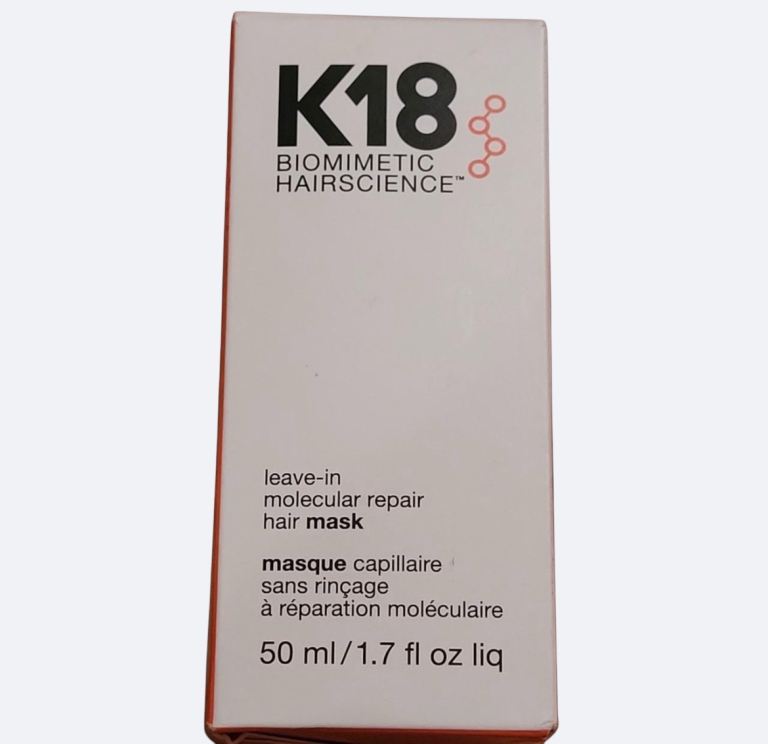 K18
BIOMIMETIC
HAIRSCIENCE™
leave-in
molecular repair
hair mask
masque capillaire
sans rinçage
à réparation moléculaire
50 ml/1.7 fl oz liq